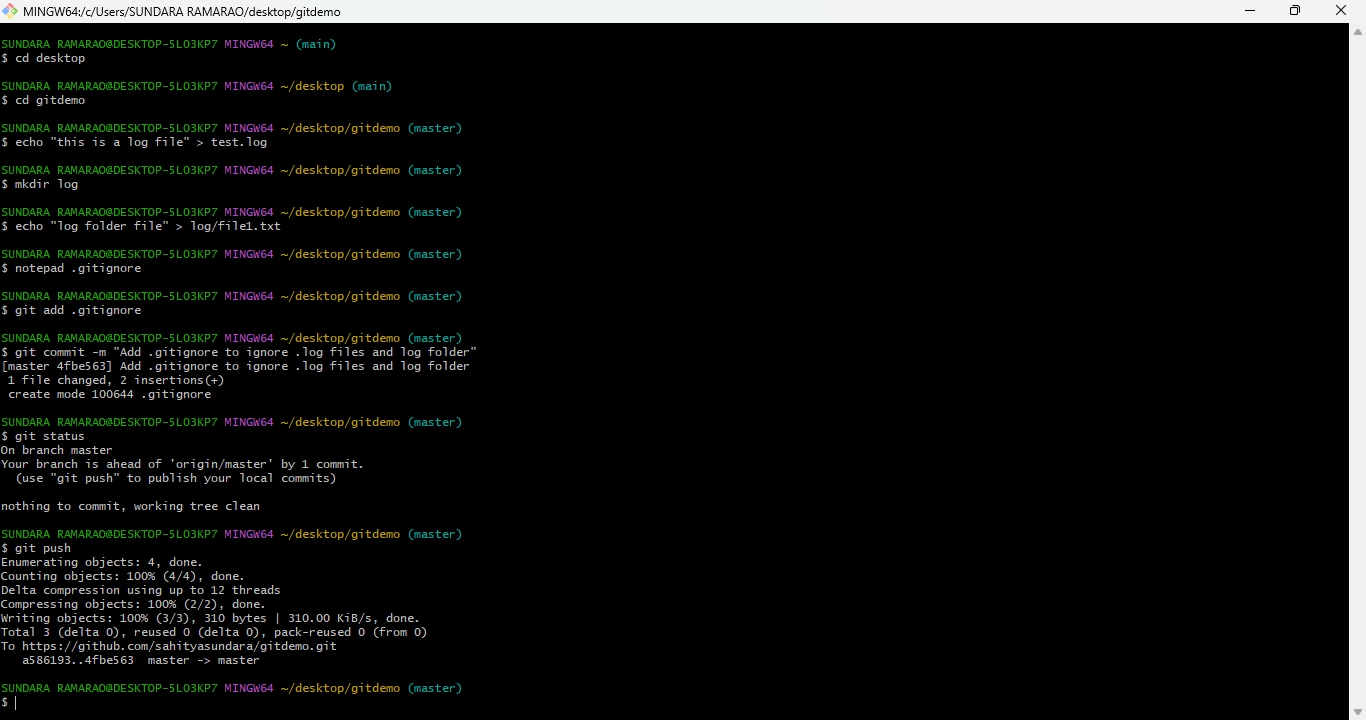 MINGW64:/c/Users/SUNDARA RAMARAO/desktop/gitdemo
SUNDARA RAMARAO@DESKTOP-5LO3KP7 MINGW64 ~ (main)
$ cd desktop
SUNDARA RAMARAO@DESKTOP-5LO3KP7 MINGW64 ~/desktop (main)
$ cd gitdemo
SUNDARA RAMARAO@DESKTOP-5LO3KP7 MINGW64 ~/desktop/gitdemo (master)
$ echo "this is a log file" > test.log
SUNDARA RAMARAO@DESKTOP-5LO3KP7 MINGW64 ~/desktop/gitdemo (master)
$ mkdir log
SUNDARA RAMARAO@DESKTOP-5LO3KP7 MINGW64 ~/desktop/gitdemo (master)
$ echo "log folder file" > log/file1.txt
SUNDARA RAMARAO@DESKTOP-5LO3KP7 MINGW64 ~/desktop/gitdemo (master)
$ notepad .gitignore
SUNDARA RAMARAO@DESKTOP-5LO3KP7 MINGW64 ~/desktop/gitdemo (master)
$ git add .gitignore
SUNDARA RAMARAO@DESKTOP-5LO3KP7 MINGW64 ~/desktop/gitdemo (master)
$ git commit -m "Add .gitignore to ignore .log files and log folder"
[master 4fbe563] Add .gitignore to ignore .log files and log folder
1 file changed, 2 insertions(+)
create mode 100644 .gitignore
SUNDARA RAMARAO@DESKTOP-5LO3KP7 MINGW64 ~/desktop/gitdemo (master)
$ git status
On branch master
Your branch is ahead of 'origin/master' by 1 commit.
(use "git push" to publish your local commits)
nothing to commit, working tree clean
SUNDARA RAMARAO@DESKTOP-5LO3KP7 MINGW64 ~/desktop/gitdemo (master)
$ git push
Enumerating objects: 4, done.
Counting objects: 100% (4/4), done.
Delta compression using up to 12 threads
Compressing objects: 100% (2/2), done.
Writing objects: 100% (3/3), 310 bytes | 310.00 KiB/s, done.
Total 3 (delta 0), reused 0 (delta 0), pack-reused 0 (from 0)
To https://github.com/sahityasundara/gitdemo.git
a586193..4fbe563  master -> master
SUNDARA RAMARAO@DESKTOP-5LO3KP7 MINGW64 ~/desktop/gitdemo (master)
$